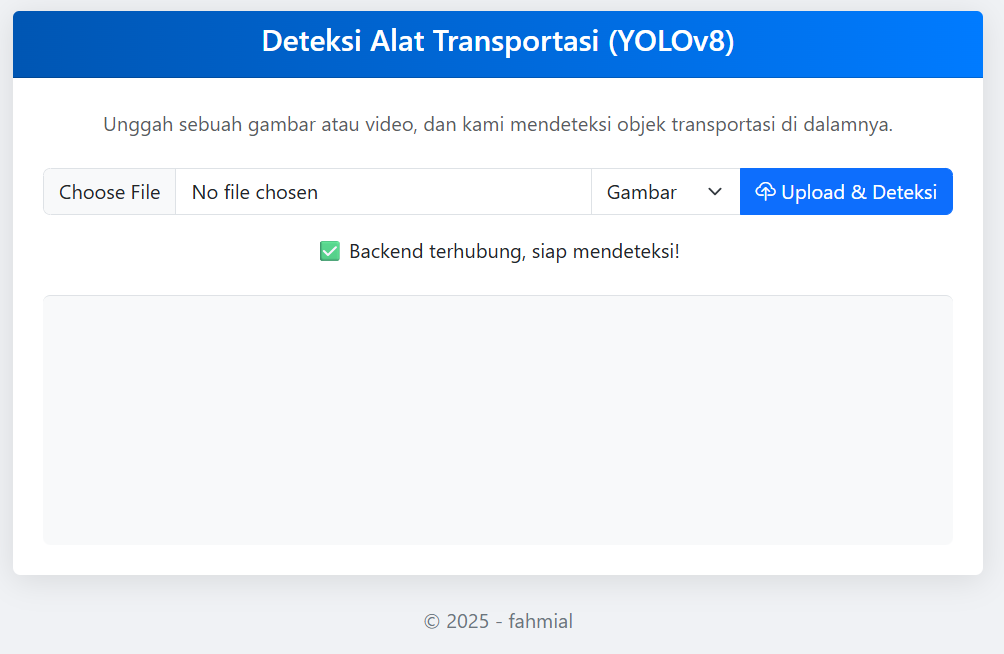 Deteksi Alat Transportasi (YOLOv8)
Unggah sebuah gambar atau video, dan kami mendeteksi objek transportasi di dalamnya.
Choose File No file chosen Gambar Upload & Deteksi
✅ Backend terhubung, siap mendeteksi!
© 2025 - fahmial